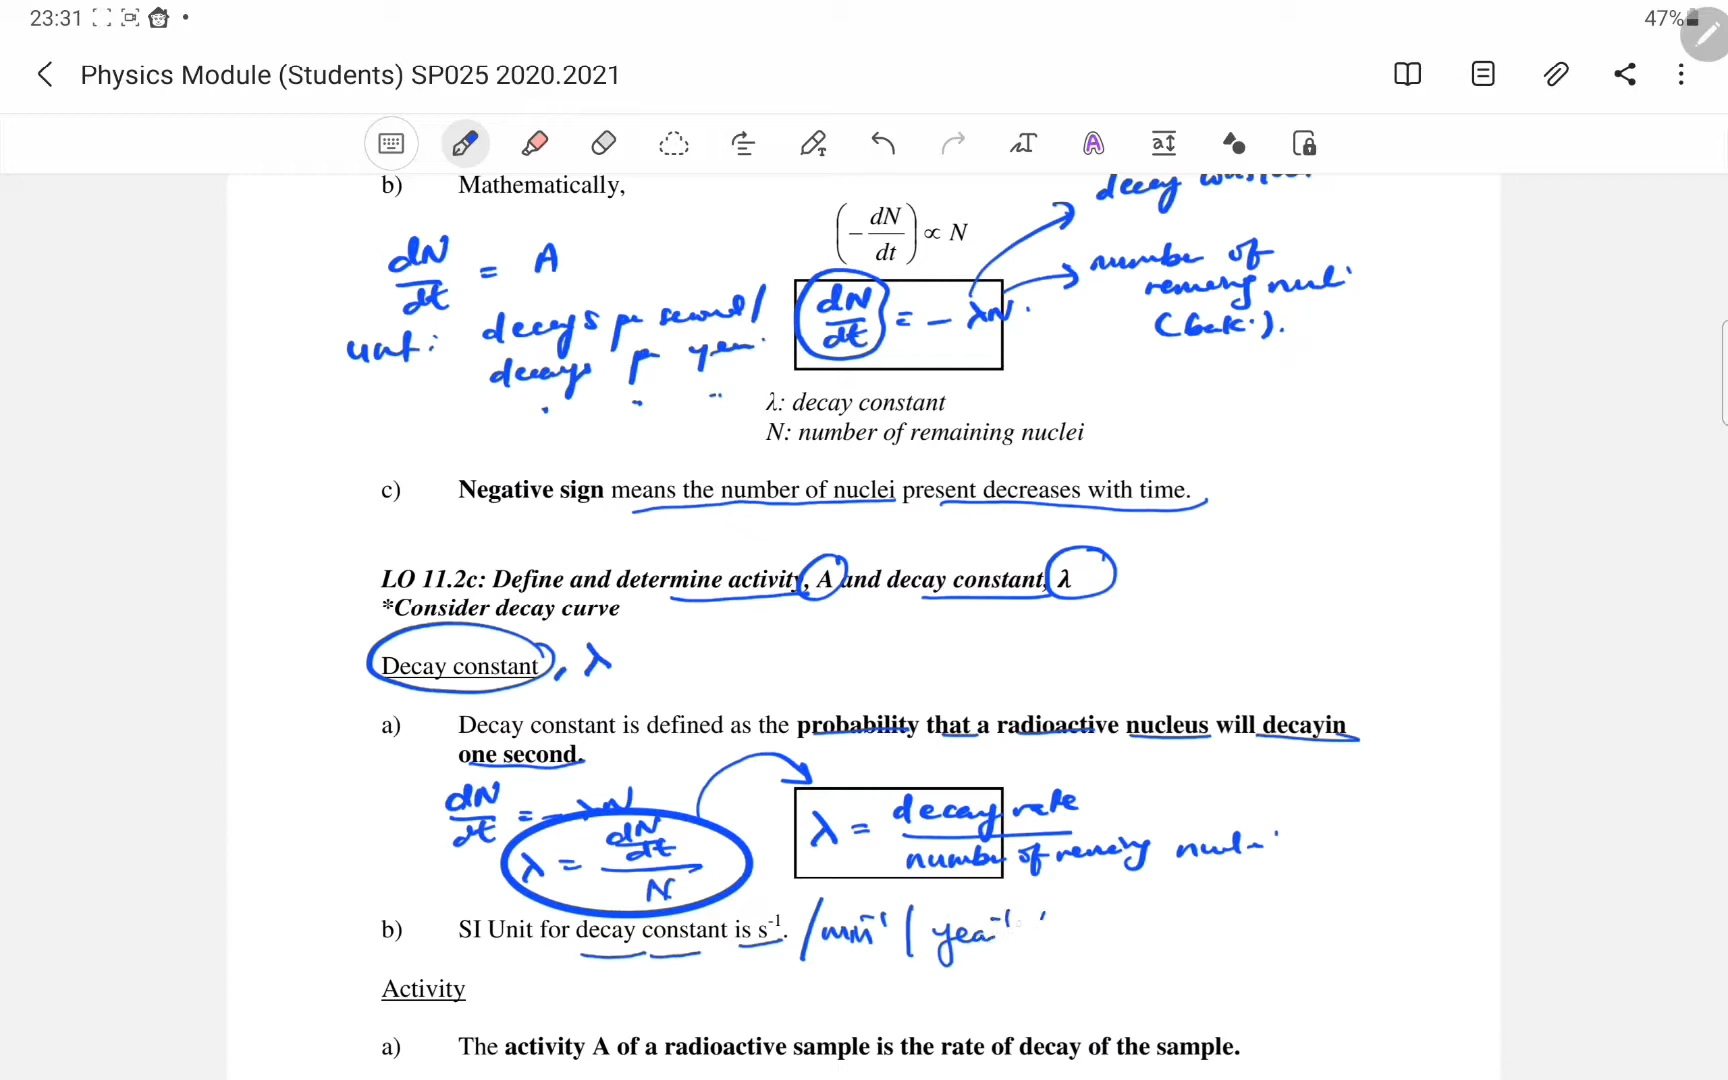 23:31
47%
Physics Module (Students) SP025 2020.2021
b) Mathematically,
decay
(-dN/dt) ∝ N
dN/dt = A
number of
nuclei
unit: decays per second /
decays per year.
dN/dt = - λN.
λ: decay constant
N: number of remaining nuclei
c) Negative sign means the number of nuclei present decreases with time.
LO 11.2c: Define and determine activity, A and decay constant, λ
*Consider decay curve
Decay constant, λ
a) Decay constant is defined as the probability that a radioactive nucleus will decayin
one second.
dN/dt = - λN
λ = dN/dt / N
λ = decay rate / number of nuclei
b) SI Unit for decay constant is s⁻¹. / min⁻¹ /
Activity
a) The activity A of a radioactive sample is the rate of decay of the sample.